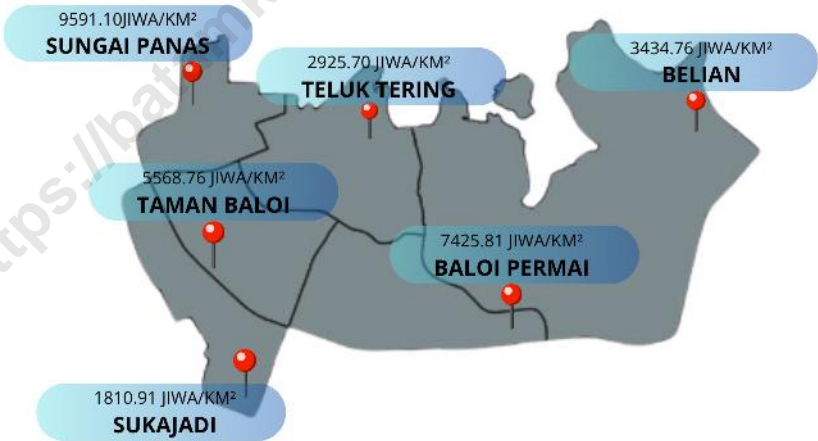 9591.10JIWA/KM²
SUNGAI PANAS
2925.70 JIWA/KM²
TELUK TERING
3434.76 JIWA/KM²
BELIAN
5568.76 JIWA/KM²
TAMAN BALOI
7425.81 JIWA/KM²
BALOI PERMAI
1810.91 JIWA/KM²
SUKAJADI